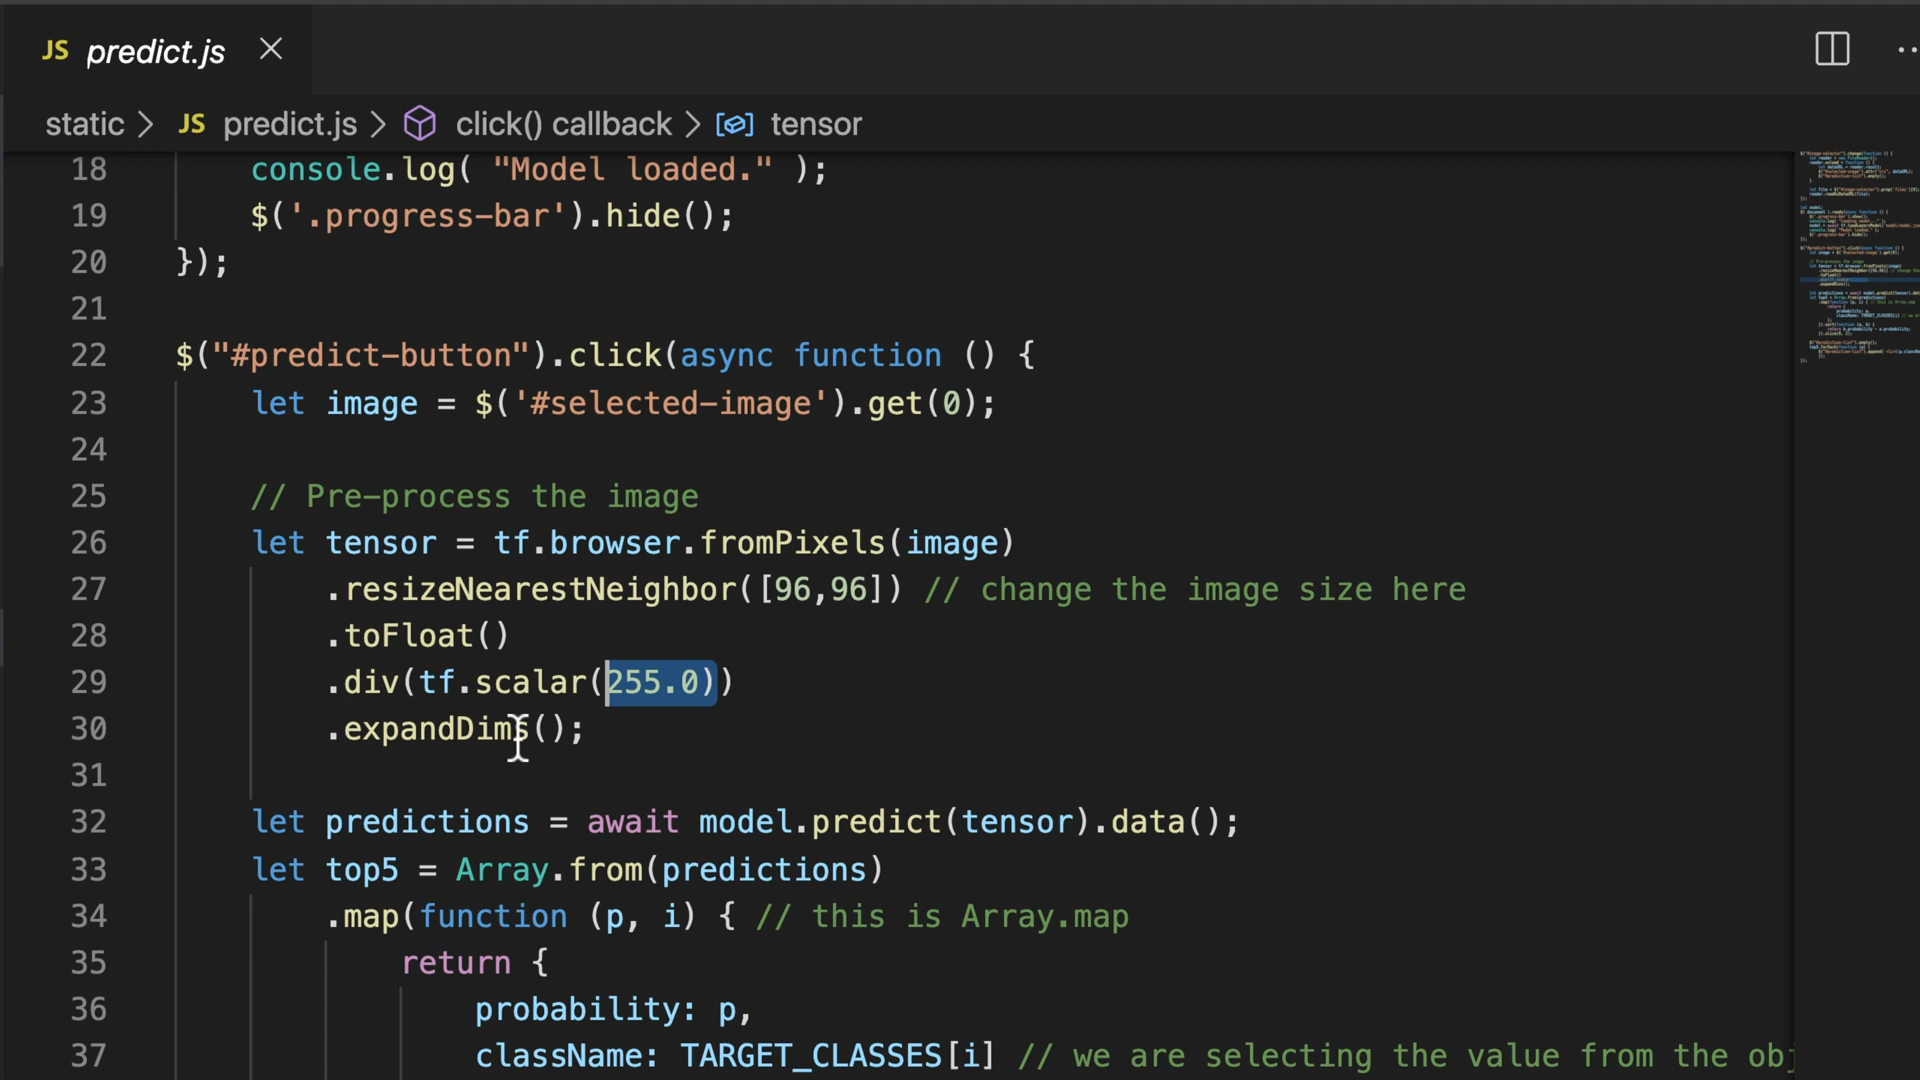 JS predict.js
static > JS predict.js > click() callback > tensor
18 console.log( "Model loaded." );
19 $('.progress-bar').hide();
20 });
21
22 $("#predict-button").click(async function () {
23 let image = $('#selected-image').get(0);
24
25 // Pre-process the image
26 let tensor = tf.browser.fromPixels(image)
27 .resizeNearestNeighbor([96,96]) // change the image size here
28 .toFloat()
29 .div(tf.scalar(255.0))
30 .expandDims();
31
32 let predictions = await model.predict(tensor).data();
33 let top5 = Array.from(predictions)
34 .map(function (p, i) { // this is Array.map
35 return {
36 probability: p,
37 className: TARGET_CLASSES[i] // we are selecting the value from the obj